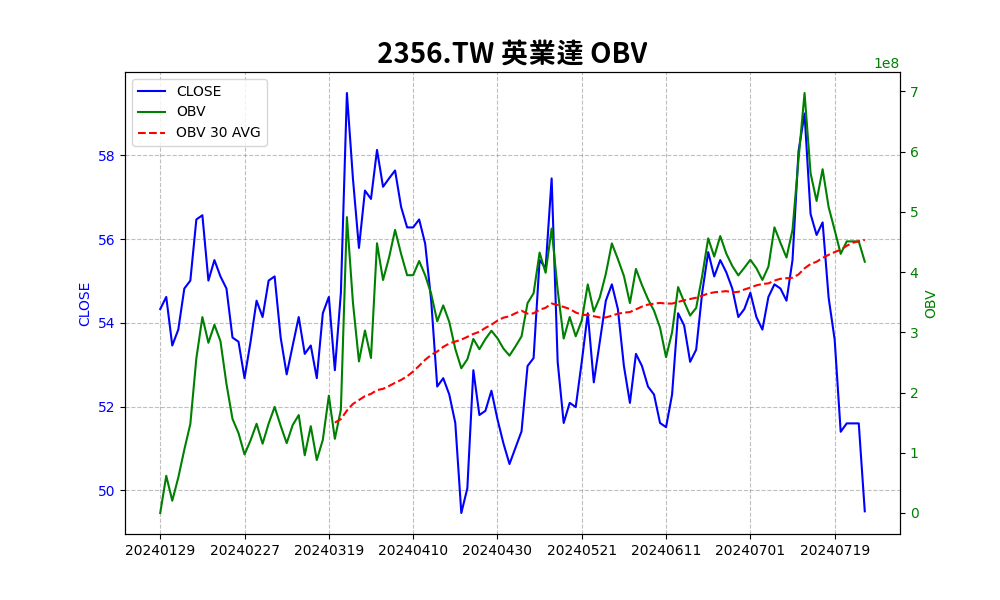 2356.TW 英業達 OBV
1e8
CLOSE
OBV
OBV 30 AVG
58
56
54
52
50
CLOSE
7
6
5
4
3
2
1
0
OBV
20240129 20240227 20240319 20240410 20240430 20240521 20240611 20240701 20240719